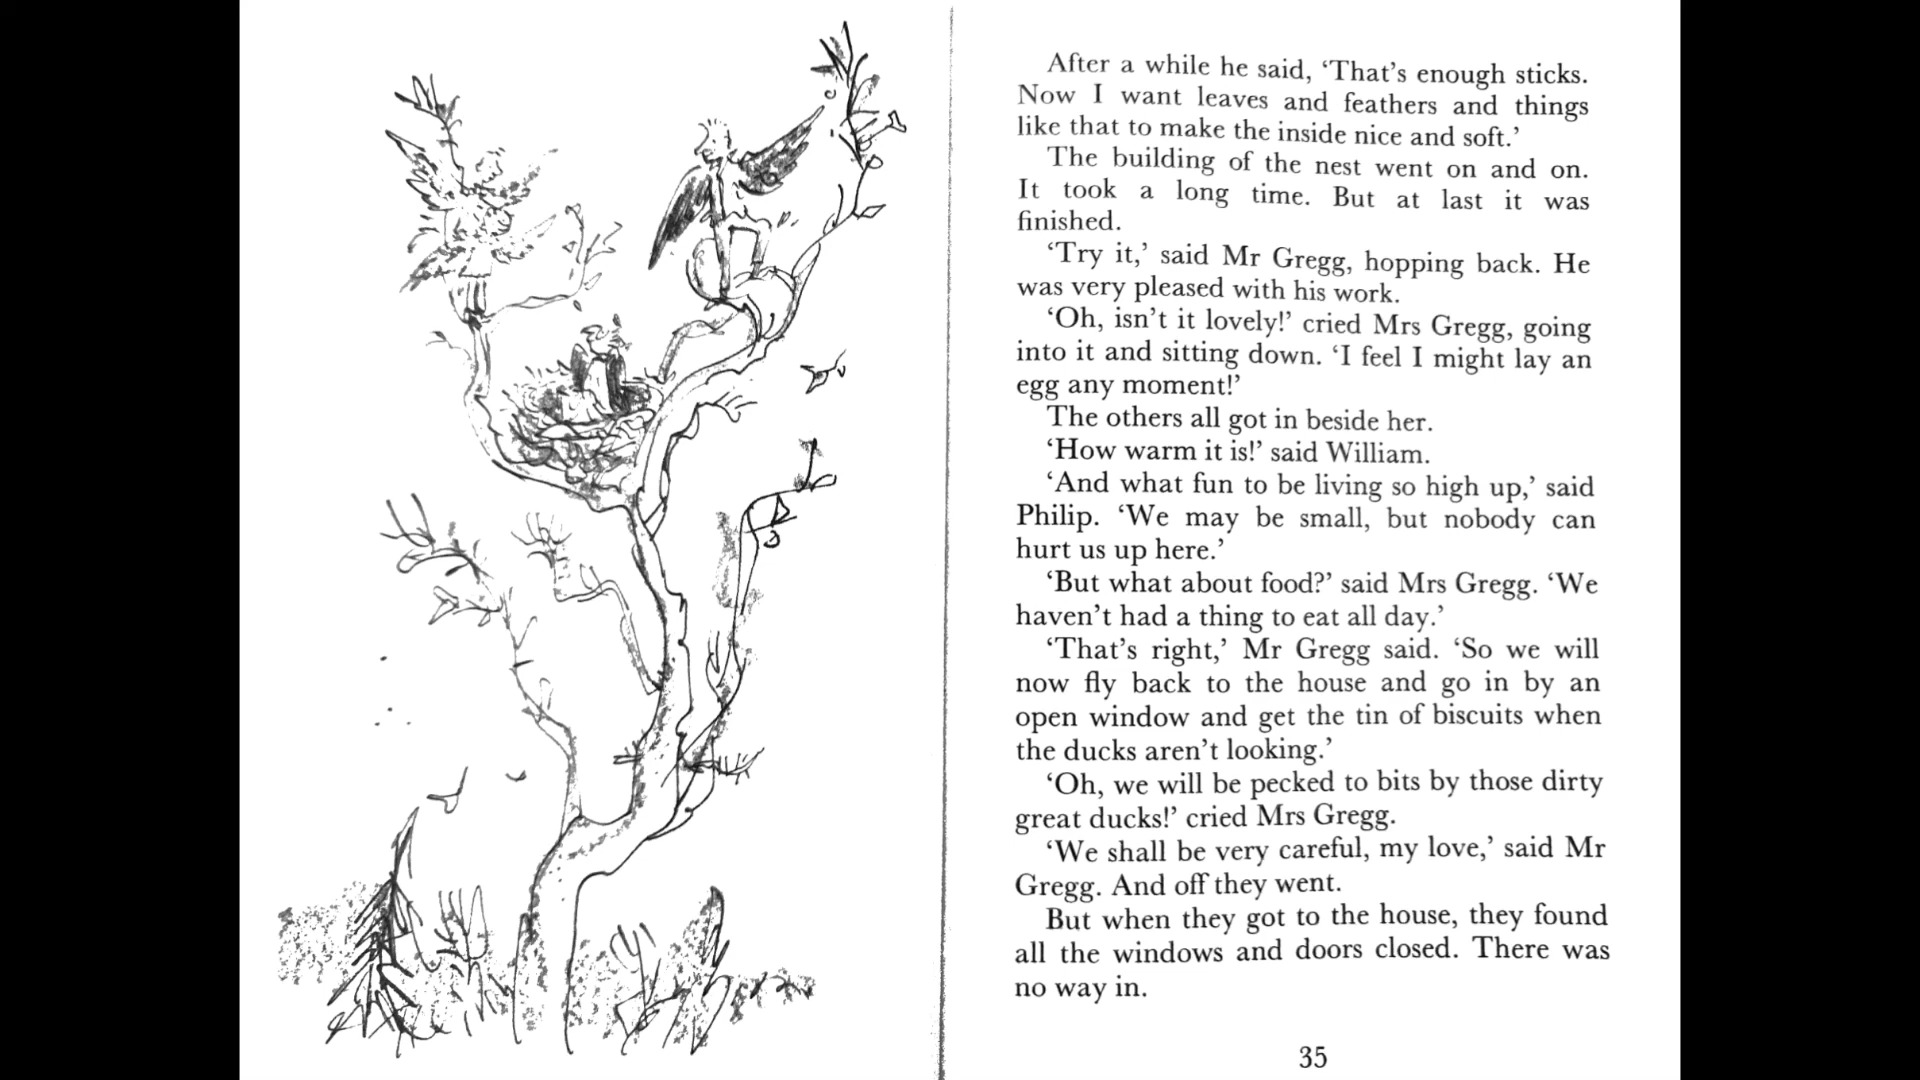 After a while he said, ‘That’s enough sticks.
Now I want leaves and feathers and things
like that to make the inside nice and soft.’
The building of the nest went on and on.
It took a long time. But at last it was
finished.
‘Try it,’ said Mr Gregg, hopping back. He
was very pleased with his work.
‘Oh, isn’t it lovely!’ cried Mrs Gregg, going
into it and sitting down. ‘I feel I might lay an
egg any moment!’
The others all got in beside her.
‘How warm it is!’ said William.
‘And what fun to be living so high up,’ said
Philip. ‘We may be small, but nobody can
hurt us up here.’
‘But what about food?’ said Mrs Gregg. ‘We
haven’t had a thing to eat all day.’
‘That’s right,’ Mr Gregg said. ‘So we will
now fly back to the house and go in by an
open window and get the tin of biscuits when
the ducks aren’t looking.’
‘Oh, we will be pecked to bits by those dirty
great ducks!’ cried Mrs Gregg.
‘We shall be very careful, my love,’ said Mr
Gregg. And off they went.
But when they got to the house, they found
all the windows and doors closed. There was
no way in.
35